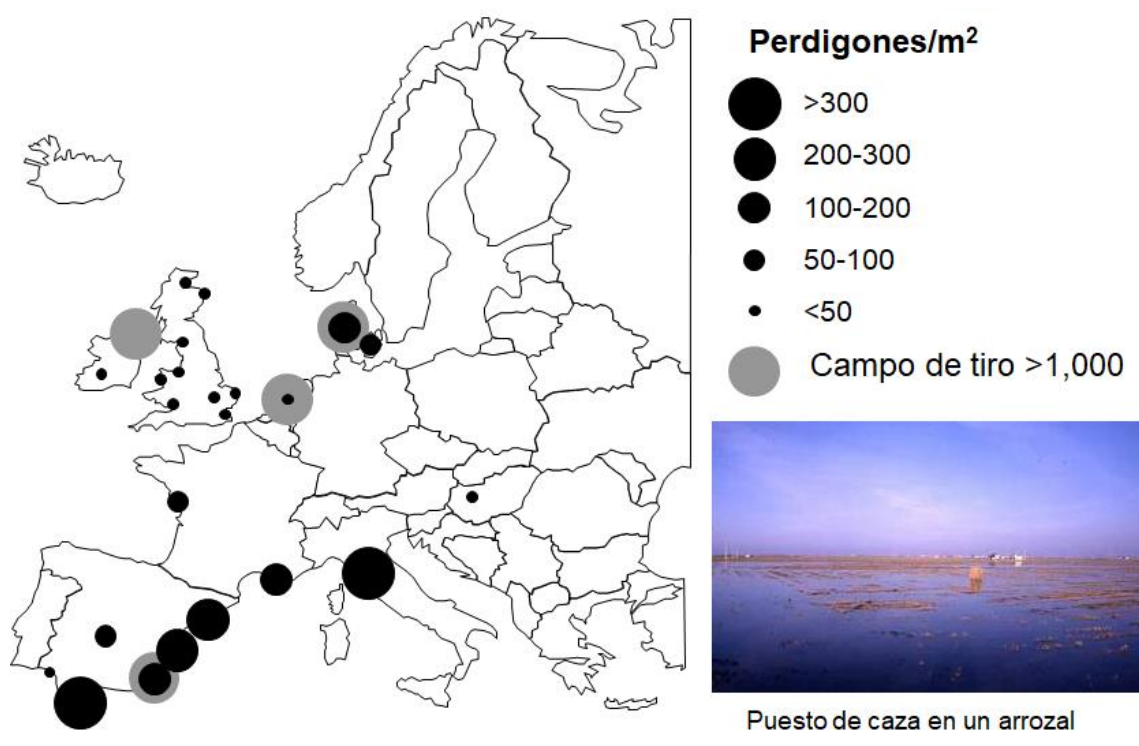 Perdigones/m²
>300
200-300
100-200
50-100
<50
Campo de tiro >1,000
Puesto de caza en un arrozal